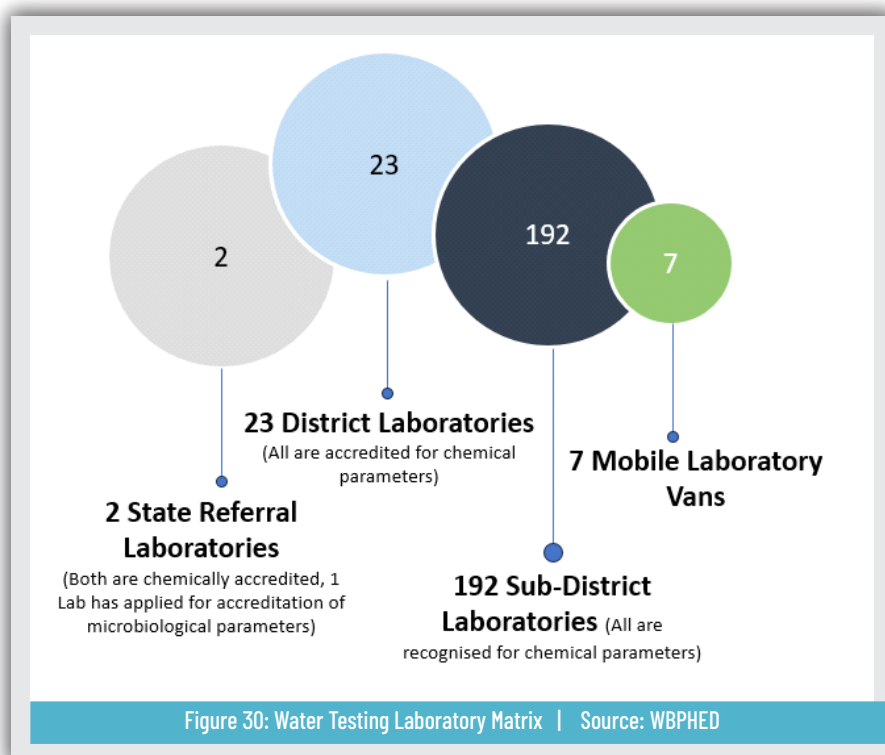 2
23
192
7
23 District Laboratories
(All are accredited for chemical
parameters)
7 Mobile Laboratory
Vans
2 State Referral
Laboratories
(Both are chemically accredited, 1
Lab has applied for accreditation of
microbiological parameters)
192 Sub-District
Laboratories (All are
recognised for chemical parameters)
Figure 30: Water Testing Laboratory Matrix | Source: WBPHED